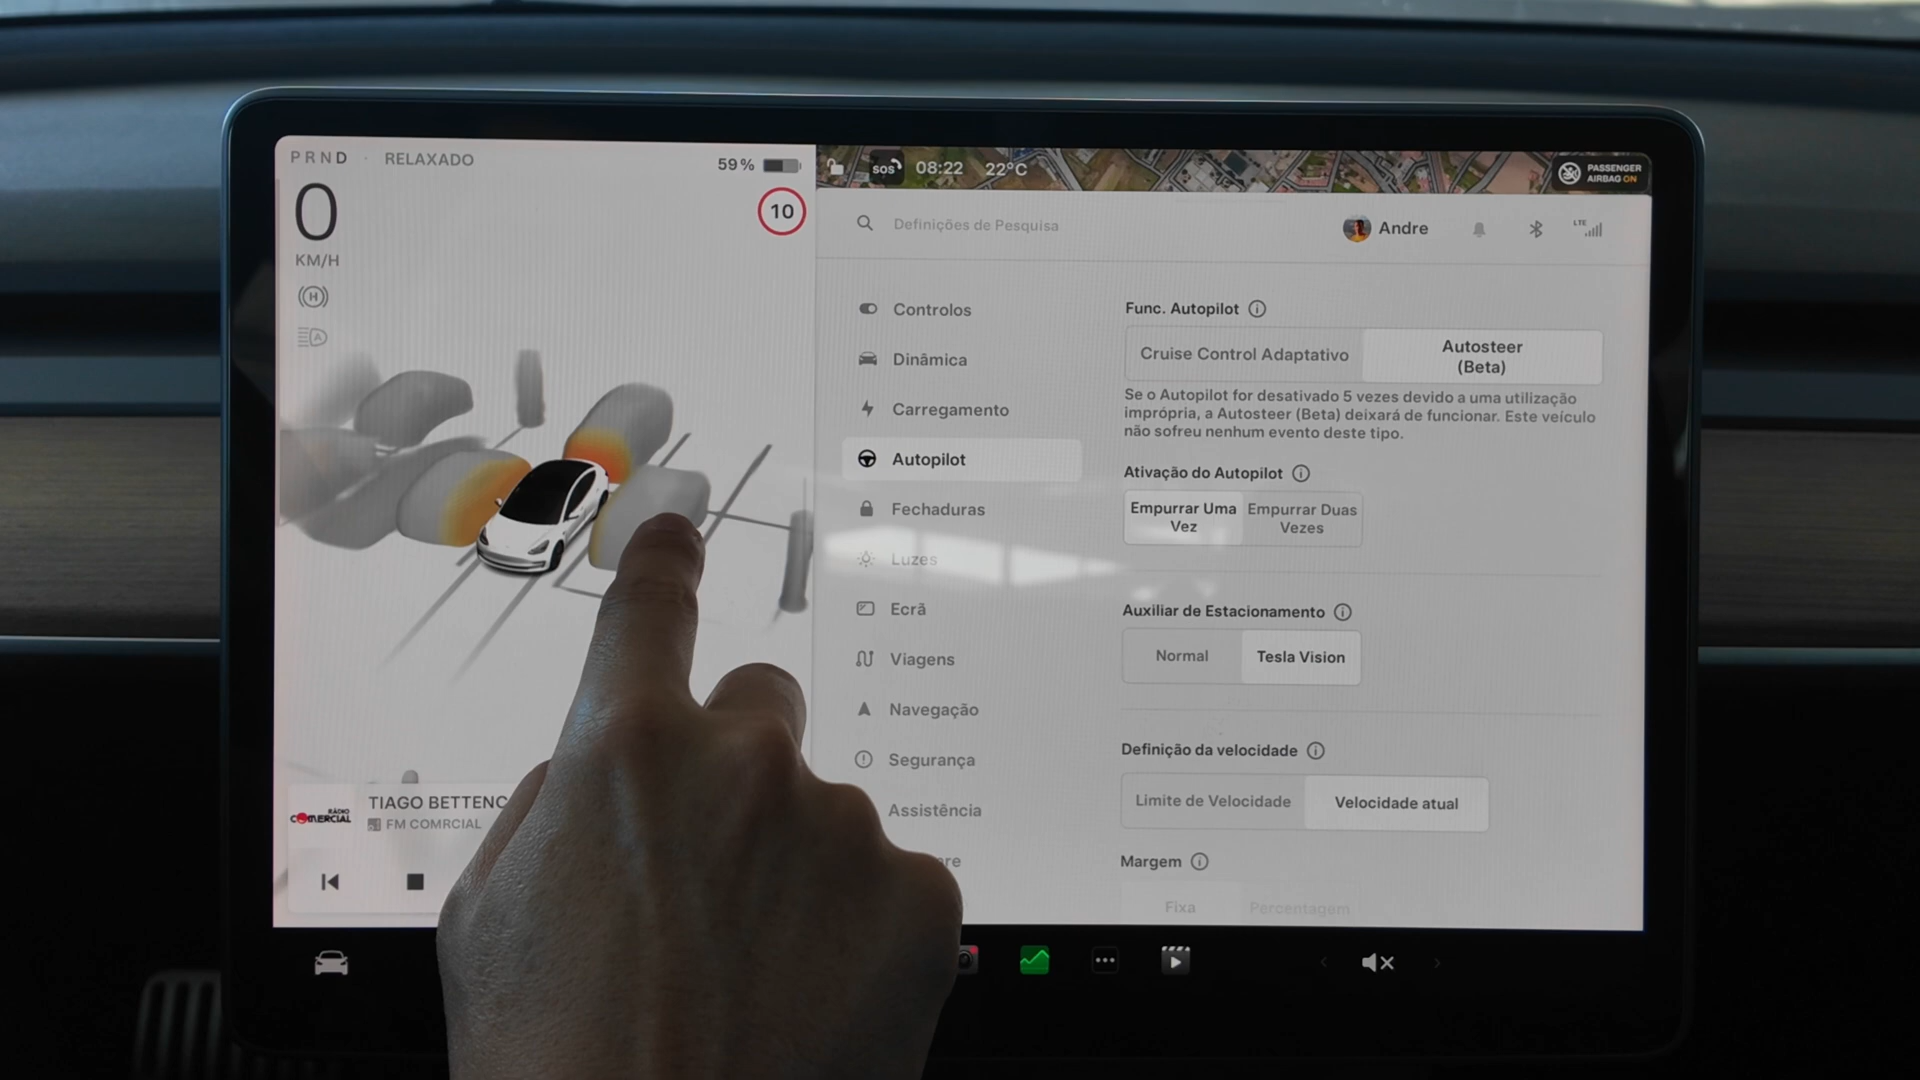 P R N D · RELAXADO
59 %
0
KM/H
10
SOS
08:22
22°C
PASSENGER
AIRBAG ON
Definições de Pesquisa
Andre
LTE
Controlos
Dinâmica
Carregamento
Autopilot
Fechaduras
Luzes
Ecrã
Viagens
Navegação
Segurança
Assistência
Func. Autopilot
Cruise Control Adaptativo
Autosteer
(Beta)
Se o Autopilot for desativado 5 vezes devido a uma utilização
imprópria, a Autosteer (Beta) deixará de funcionar. Este veículo
não sofreu nenhum evento deste tipo.
Ativação do Autopilot
Empurrar Uma
Vez
Empurrar Duas
Vezes
Auxiliar de Estacionamento
Normal
Tesla Vision
Definição da velocidade
Limite de Velocidade
Velocidade atual
Margem
Fixa
Percentagem
RÁDIO
COMERCIAL
TIAGO BETTENC
FM COMRCIAL